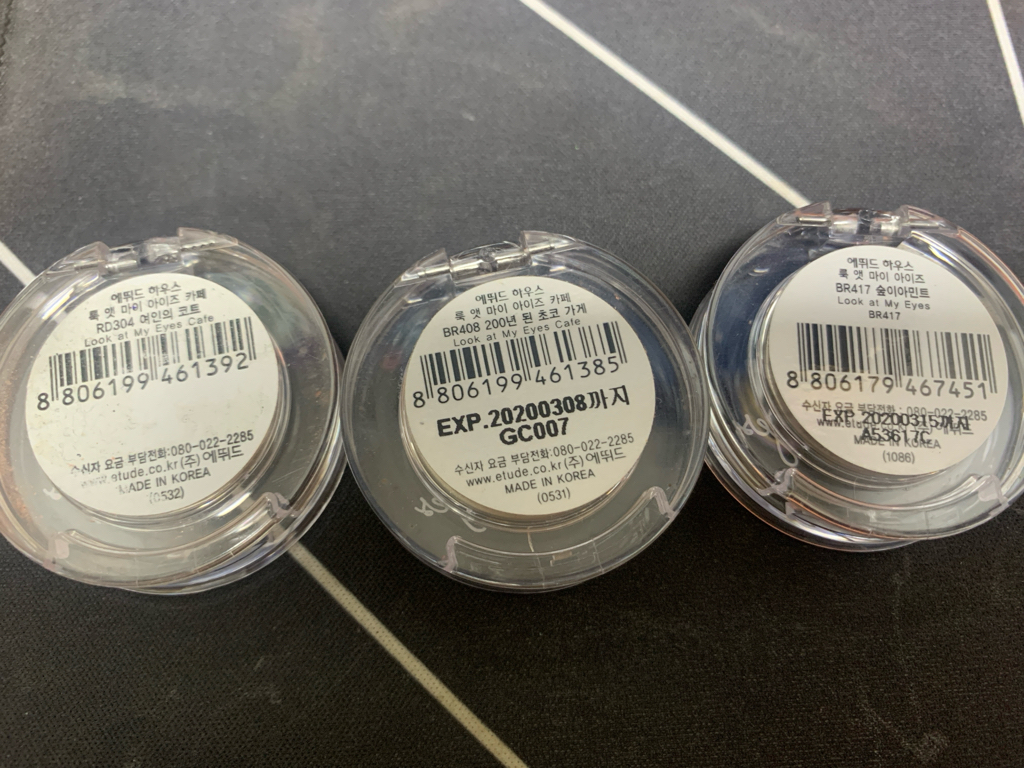 에뛰드 하우스
룩 앳 마이 아이즈 카페
RD304 여인의 코트
Look at My Eyes Cafe
8 806199 461392
수신자 요금 부담전화:080-022-2285
www.etude.co.kr(주)에뛰드
MADE IN KOREA
(0532)
에뛰드 하우스
룩 앳 마이 아이즈 카페
BR408 200년 된 초코 가게
Look at My Eyes Cafe
8 806199 461385
EXP.20200308까지
GC007
수신자 요금 부담전화:080-022-2285
www.etude.co.kr(주)에뛰드
MADE IN KOREA
(0531)
에뛰드 하우스
룩 앳 마이 아이즈
BR417 술이아민트
Look at My Eyes
BR417
8 806179 467451
수신자 요금 부담전화:080-022-2285
EXP.20200315까지
A53617C
MADE IN KOREA
(1086)